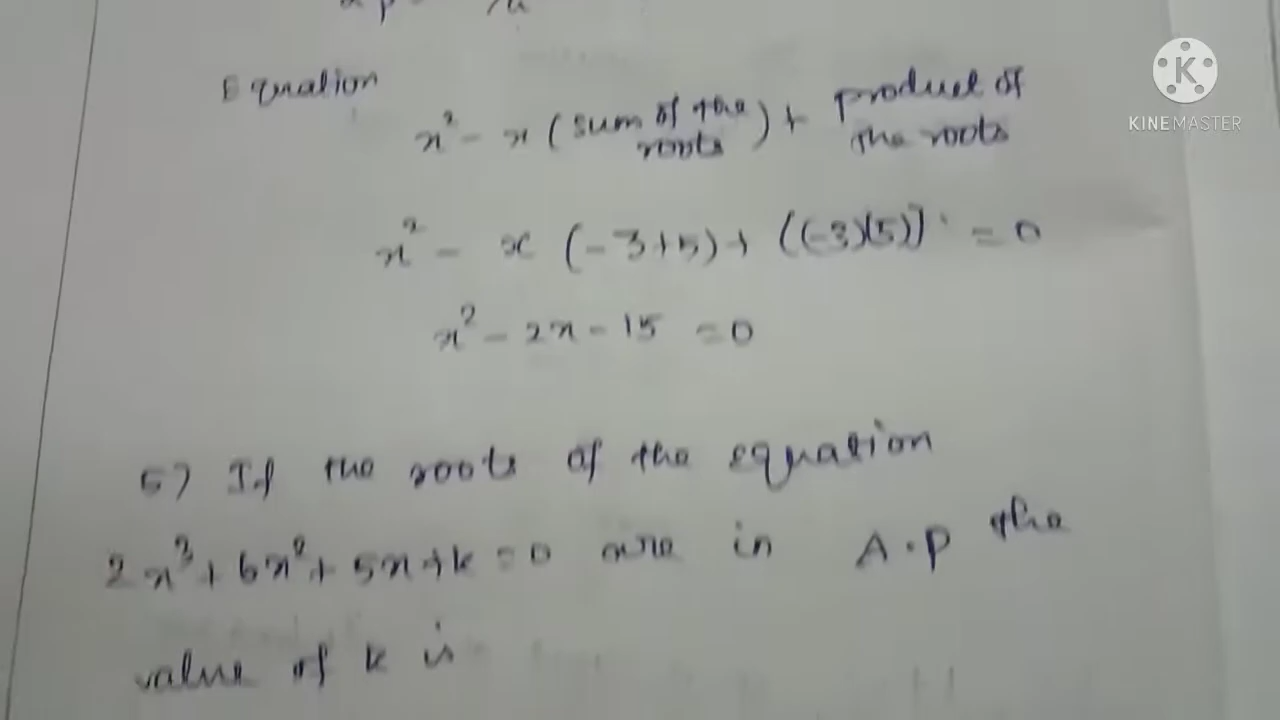 Equation
x² - x (sum of the roots) + product of the roots
x² - x (-3+5) + ((-3)(5)] = 0
x² - 2x - 15 = 0
5) If the roots of the equation
2x³ + 6x² + 5x + k = 0 are in A.P the
value of k is
KINEMASTER